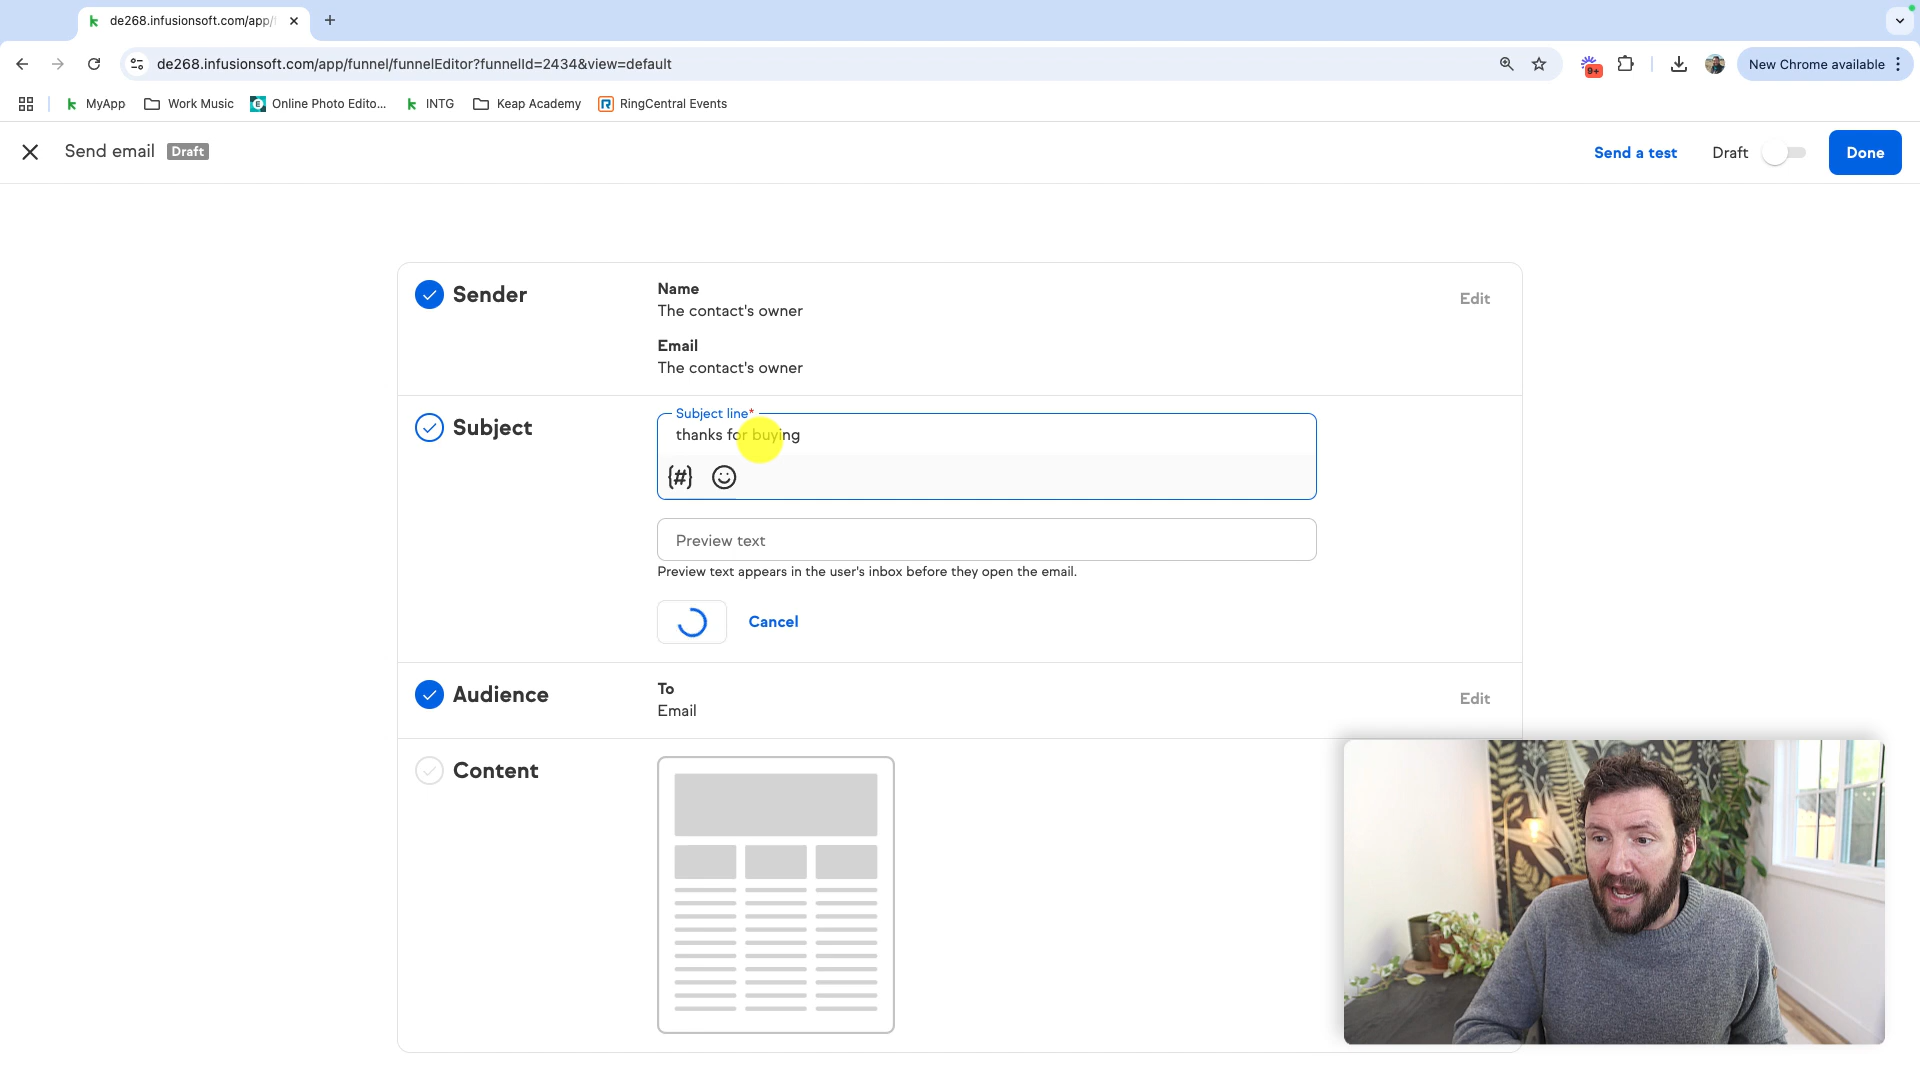 de268.infusionsoft.com/app/
de268.infusionsoft.com/app/funnel/funnelEditor?funnelId=2434&view=default
9+
New Chrome available
MyApp
Work Music
Online Photo Edito...
INTG
Keap Academy
RingCentral Events
Send email
Draft
Send a test
Draft
Done
Sender
Name
The contact's owner
Edit
Email
The contact's owner
Subject
Subject line*
thanks for buying
{#}
Preview text
Preview text appears in the user's inbox before they open the email.
Cancel
Audience
To
Email
Edit
Content